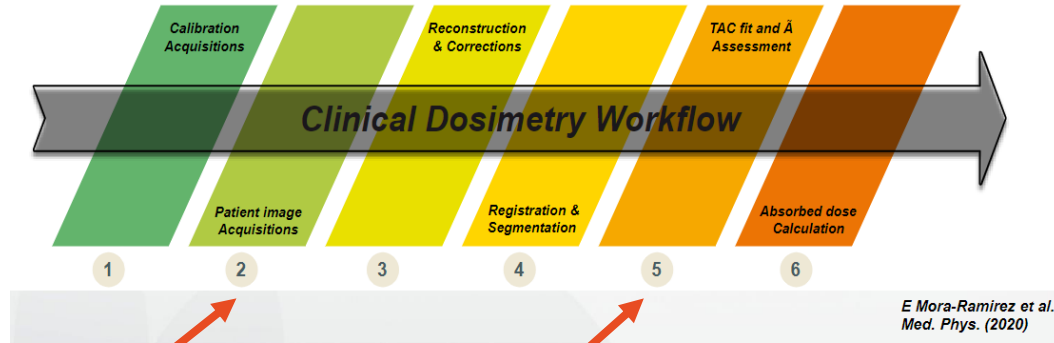 Calibration
Acquisitions
Reconstruction
& Corrections
TAC fit and Ã
Assessment
Clinical Dosimetry Workflow
Patient image
Acquisitions
Registration &
Segmentation
Absorbed dose
Calculation
1
2
3
4
5
6
E Mora-Ramirez et al.
Med. Phys. (2020)